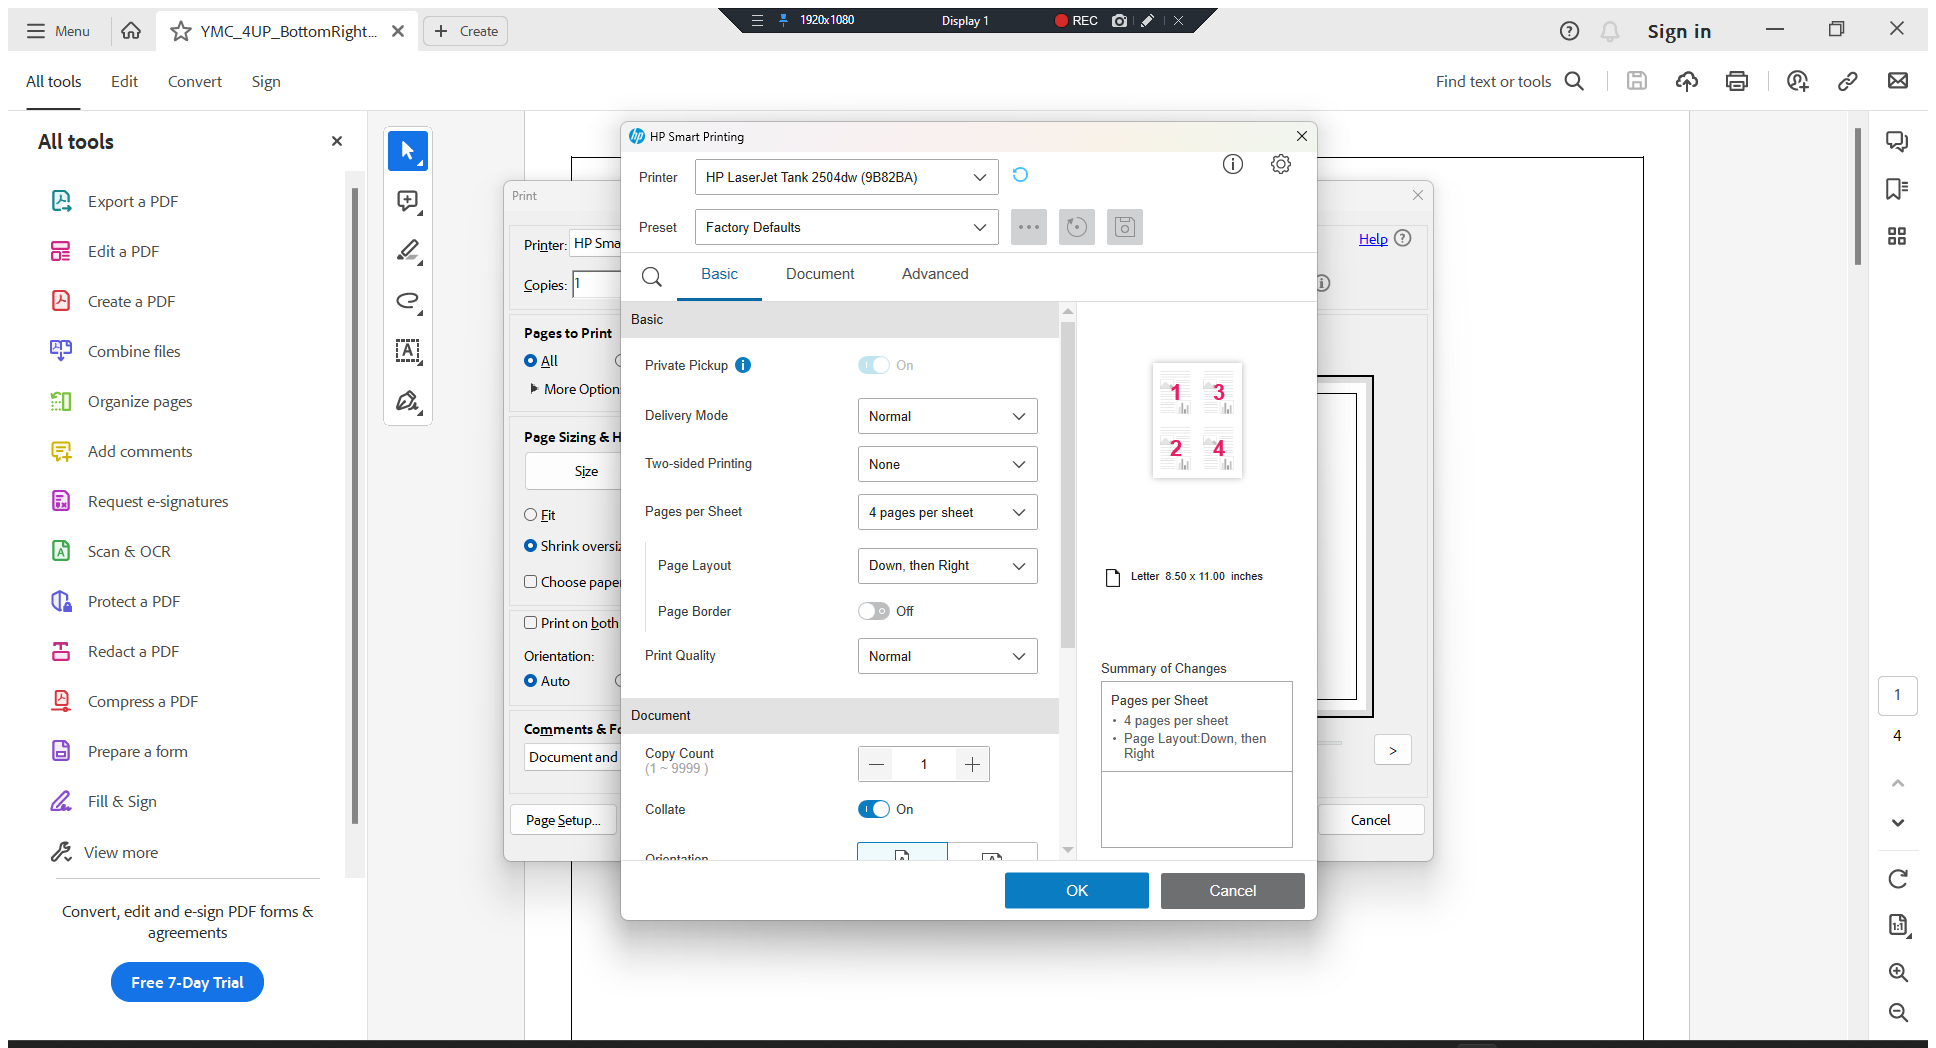 Menu
YMC_4UP_BottomRight...
Create
1920x1080
Display 1
REC
Sign in
All tools
Edit
Convert
Sign
Find text or tools
All tools
Export a PDF
Edit a PDF
Create a PDF
Combine files
Organize pages
Add comments
Request e-signatures
Scan & OCR
Protect a PDF
Redact a PDF
Compress a PDF
Prepare a form
Fill & Sign
View more
Convert, edit and e-sign PDF forms &
agreements
Free 7-Day Trial
Print
Printer: HP Sma
Copies: 1
Help
Pages to Print
All
More Option
Page Sizing & H
Size
Fit
Shrink oversiz
Choose pape
Print on both
Orientation:
Auto
Comments & Fo
Document and
Page Setup...
>
Cancel
HP Smart Printing
Printer
HP LaserJet Tank 2504dw (9B82BA)
Preset
Factory Defaults
Basic
Document
Advanced
Basic
Private Pickup
On
Delivery Mode
Normal
Two-sided Printing
None
Pages per Sheet
4 pages per sheet
Page Layout
Down, then Right
Page Border
Off
Print Quality
Normal
Document
Copy Count
(1 ~ 9999 )
1
Collate
On
Orientation
1 3
2 4
Letter 8.50 x 11.00 inches
Summary of Changes
Pages per Sheet
• 4 pages per sheet
• Page Layout:Down, then
Right
OK
Cancel
1
4
1:1